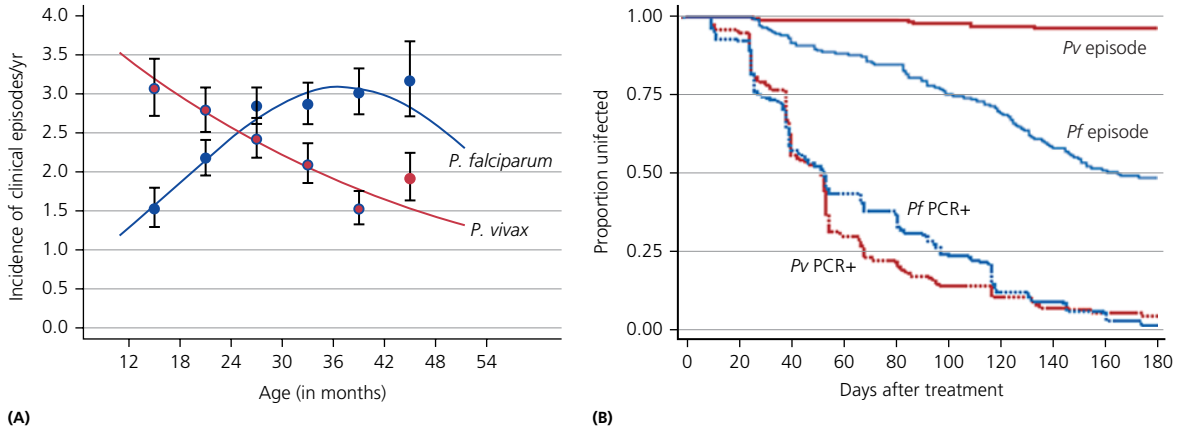 Incidence of clinical episodes/yr
4.0
3.5
3.0
2.5
2.0
1.5
1.0
0.5
0.0
P. falciparum
P. vivax
12 18 24 30 36 42 48 54
Age (in months)
(A)
Proportion uninfected
1.00
0.75
0.50
0.25
0.00
Pv episode
Pf episode
Pf PCR+
Pv PCR+
0 20 40 60 80 100 120 140 160 180
Days after treatment
(B)